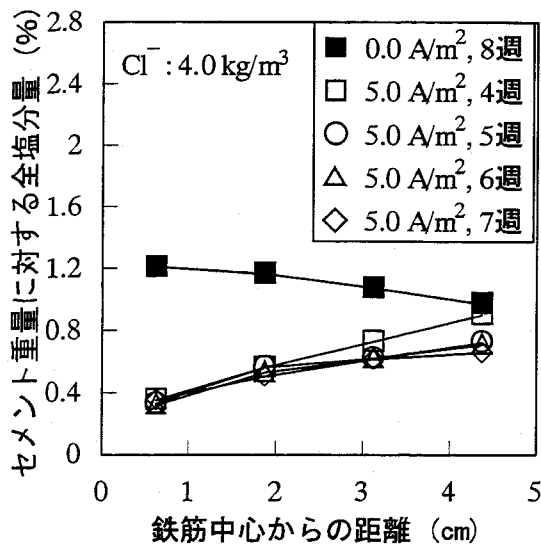 セメント重量に対する全塩分量 (%)
2.8
2.4
2
1.6
1.2
0.8
0.4
0
Cl⁻ : 4.0 kg/m³
0.0 A/m², 8週
5.0 A/m², 4週
5.0 A/m², 5週
5.0 A/m², 6週
5.0 A/m², 7週
0 1 2 3 4 5
鉄筋中心からの距離 (cm)